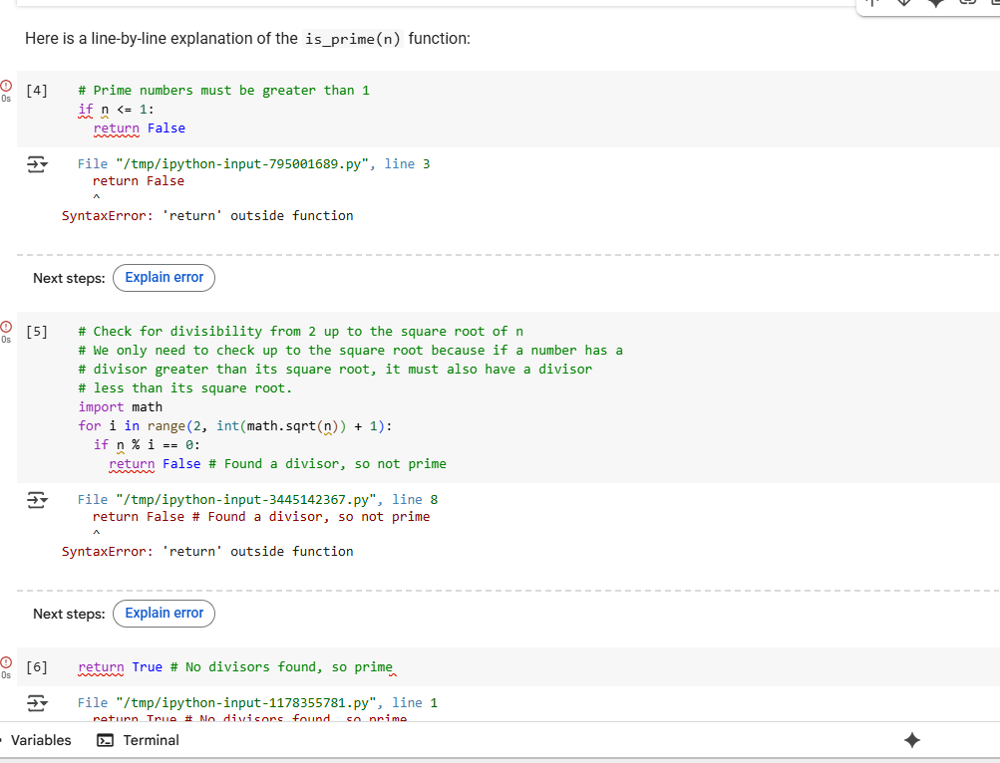 Here is a line-by-line explanation of the is_prime(n) function:
[4] # Prime numbers must be greater than 1
0s
if n <= 1:
return False
File "/tmp/ipython-input-795001689.py", line 3
return False
^
SyntaxError: 'return' outside function
Next steps: Explain error
[5] # Check for divisibility from 2 up to the square root of n
0s
# We only need to check up to the square root because if a number has a
# divisor greater than its square root, it must also have a divisor
# less than its square root.
import math
for i in range(2, int(math.sqrt(n)) + 1):
if n % i == 0:
return False # Found a divisor, so not prime
File "/tmp/ipython-input-3445142367.py", line 8
return False # Found a divisor, so not prime
^
SyntaxError: 'return' outside function
Next steps: Explain error
[6] return True # No divisors found, so prime
0s
File "/tmp/ipython-input-1178355781.py", line 1
return True # No divisors found, so prime
Variables Terminal